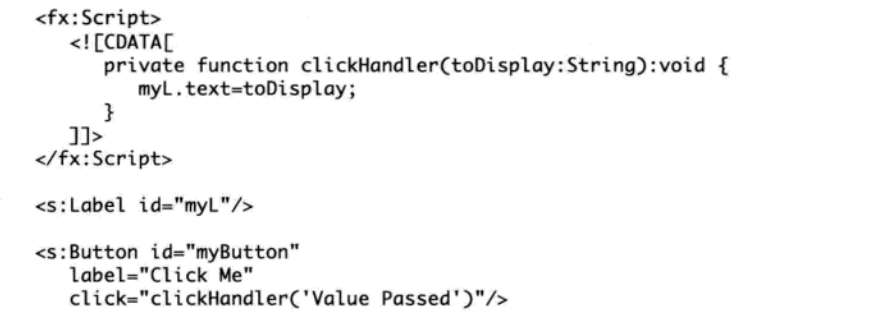 <fx:Script>
<![CDATA[
private function clickHandler(toDisplay:String):void {
myL.text=toDisplay;
}
]]>
</fx:Script>
<s:Label id="myL"/>
<s:Button id="myButton"
label="Click Me"
click="clickHandler('Value Passed')"/>